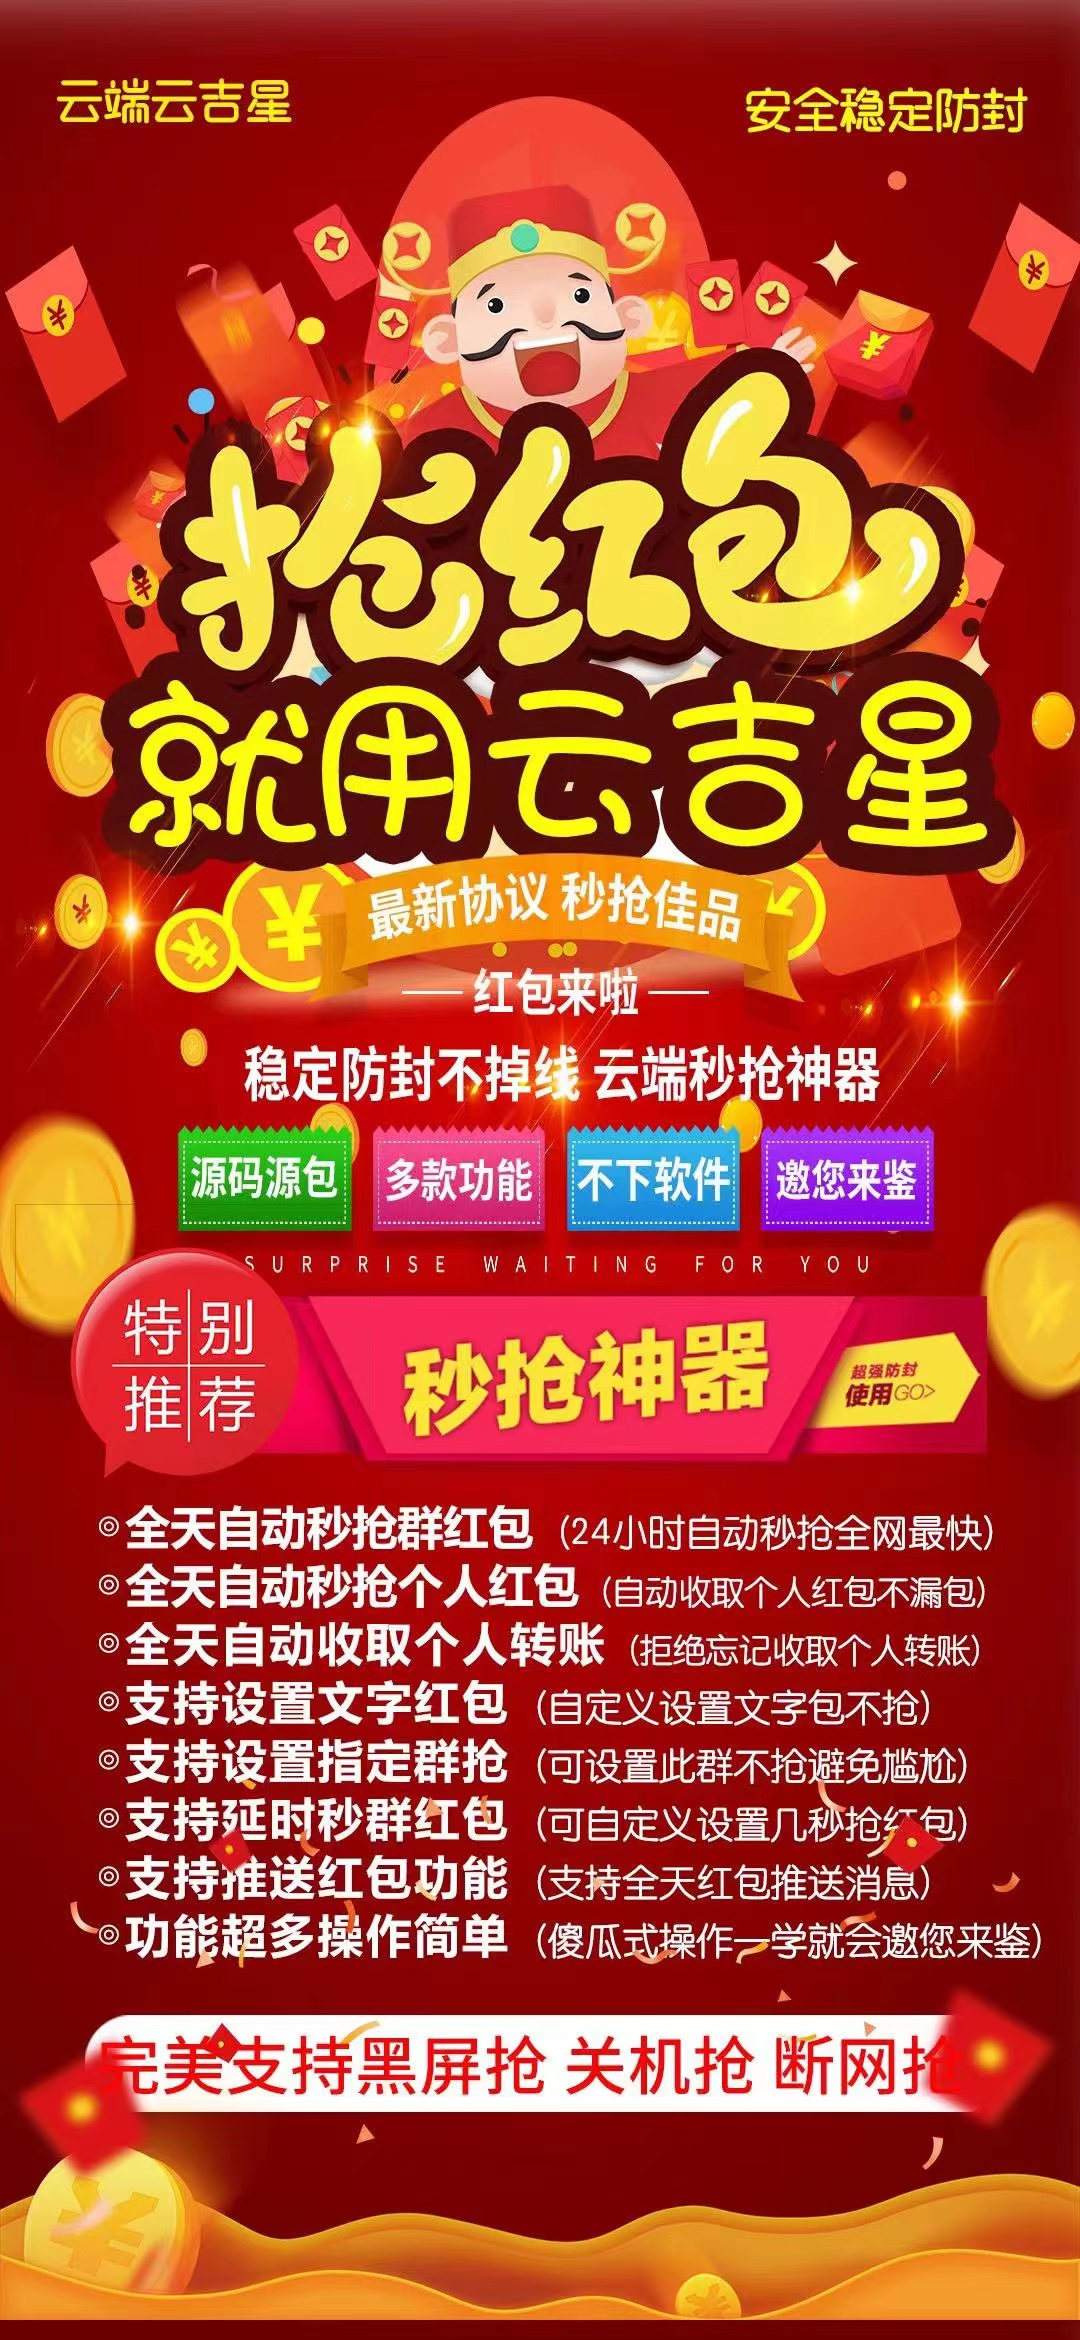 云端云吉星
安全稳定防封
抢红包
就用云吉星
最新协议 秒抢佳品
红包来啦
稳定防封不掉线 云端秒抢神器
源码源包
多款功能
不下软件
邀您来鉴
SURPRISE WAITING FOR YOU
特别
推荐
秒抢神器
超强防封
使用GO>
◎全天自动秒抢群红包（24小时自动秒抢全网最快）
◎全天自动秒抢个人红包（自动收取个人红包不漏包）
◎全天自动收取个人转账（拒绝忘记收取个人转账）
◎支持设置文字红包（自定义设置文字包不抢）
◎支持设置指定群抢（可设置此群不抢避免尴尬）
◎支持延时秒群红包（可自定义设置几秒抢红包）
◎支持推送红包功能（支持全天红包推送消息）
◎功能超多操作简单（傻瓜式操作一学就会邀您来鉴）
完美支持黑屏抢 关机抢 断网抢